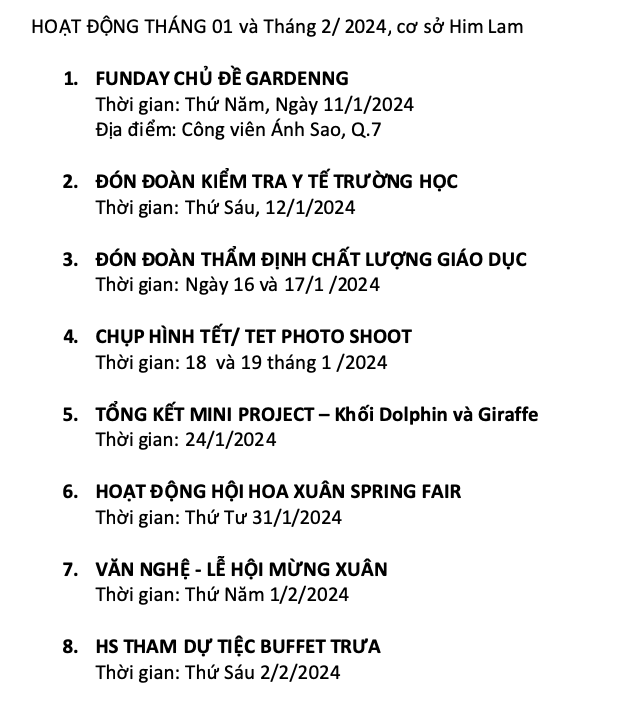 HOẠT ĐỘNG THÁNG 01 và Tháng 2/ 2024, cơ sở Him Lam
1. FUNDAY CHỦ ĐỀ GARDENNG
Thời gian: Thứ Năm, Ngày 11/1/2024
Địa điểm: Công viên Ánh Sao, Q.7
2. ĐÓN ĐOÀN KIỂM TRA Y TẾ TRƯỜNG HỌC
Thời gian: Thứ Sáu, 12/1/2024
3. ĐÓN ĐOÀN THẨM ĐỊNH CHẤT LƯỢNG GIÁO DỤC
Thời gian: Ngày 16 và 17/1 /2024
4. CHỤP HÌNH TẾT/ TET PHOTO SHOOT
Thời gian: 18 và 19 tháng 1 /2024
5. TỔNG KẾT MINI PROJECT – Khối Dolphin và Giraffe
Thời gian: 24/1/2024
6. HOẠT ĐỘNG HỘI HOA XUÂN SPRING FAIR
Thời gian: Thứ Tư 31/1/2024
7. VĂN NGHỆ - LỄ HỘI MỪNG XUÂN
Thời gian: Thứ Năm 1/2/2024
8. HS THAM DỰ TIỆC BUFFET TRƯA
Thời gian: Thứ Sáu 2/2/2024